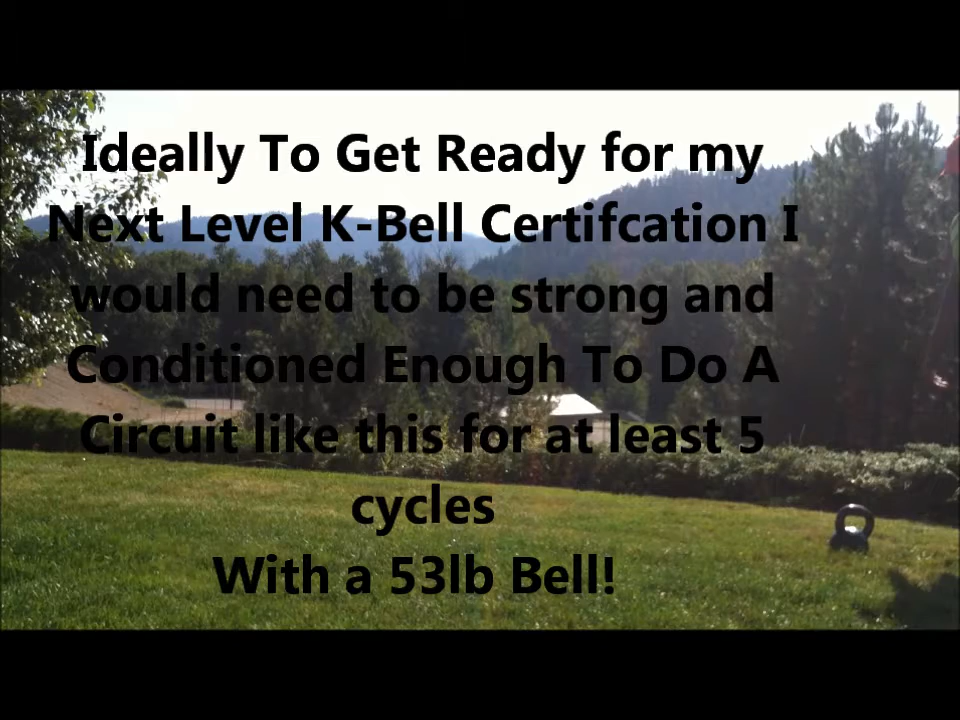 Ideally To Get Ready for my
Next Level K-Bell Certifcation I
would need to be strong and
Conditioned Enough To Do A
Circuit like this for at least 5
cycles
With a 53lb Bell!